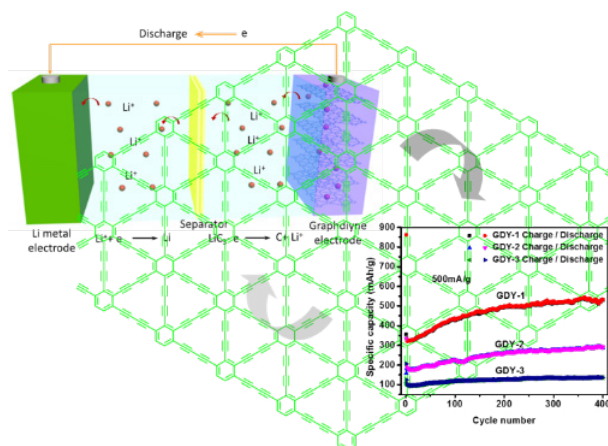 Discharge e
Li⁺
Li⁺
Li⁺
Li⁺
Li⁺
Li⁺
Li⁺
Li⁺
Li metal
electrode
Separator
Graphdiyne
electrode
Li⁺+ e Li
LiC₆- e C+ Li⁺
GDY-1 Charge / Discharge
GDY-2 Charge / Discharge
GDY-3 Charge / Discharge
500mA/g
GDY-1
GDY-2
GDY-3
Specific capacity (mAh/g)
900
800
700
600
500
400
300
200
100
0
0 100 200 300 400
Cycle number